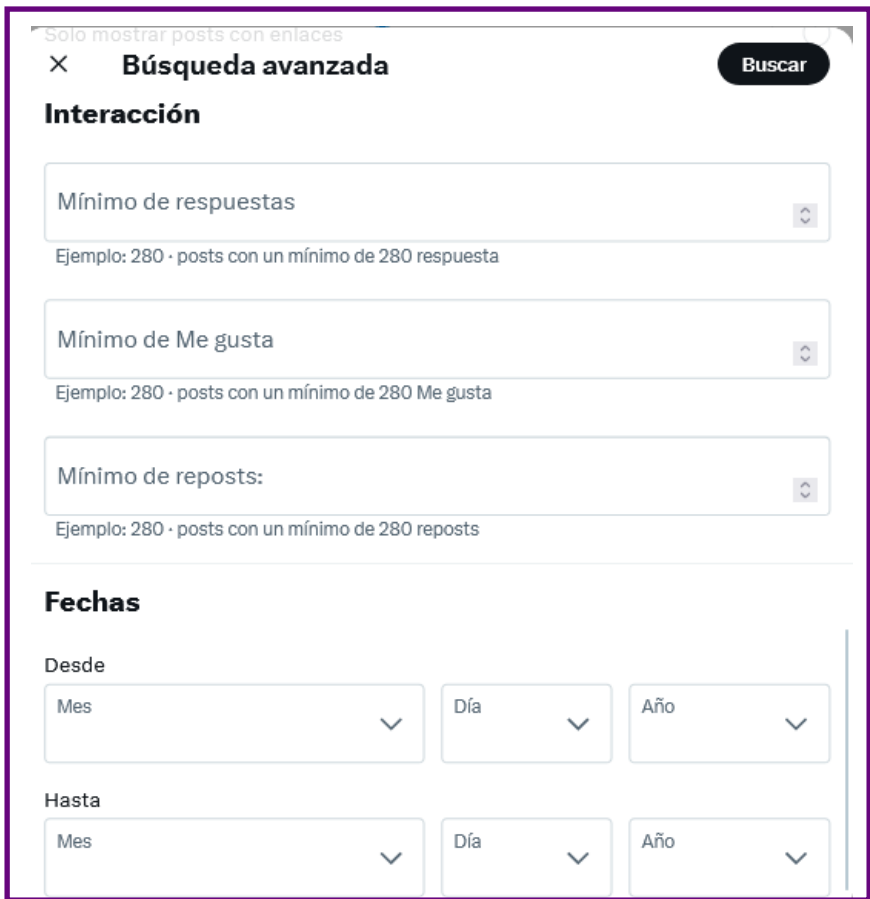 Solo mostrar posts con enlaces
Búsqueda avanzada
Buscar
Interacción
Mínimo de respuestas
Ejemplo: 280 · posts con un mínimo de 280 respuesta
Mínimo de Me gusta
Ejemplo: 280 · posts con un mínimo de 280 Me gusta
Mínimo de reposts:
Ejemplo: 280 · posts con un mínimo de 280 reposts
Fechas
Desde
Mes
Día
Año
Hasta
Mes
Día
Año